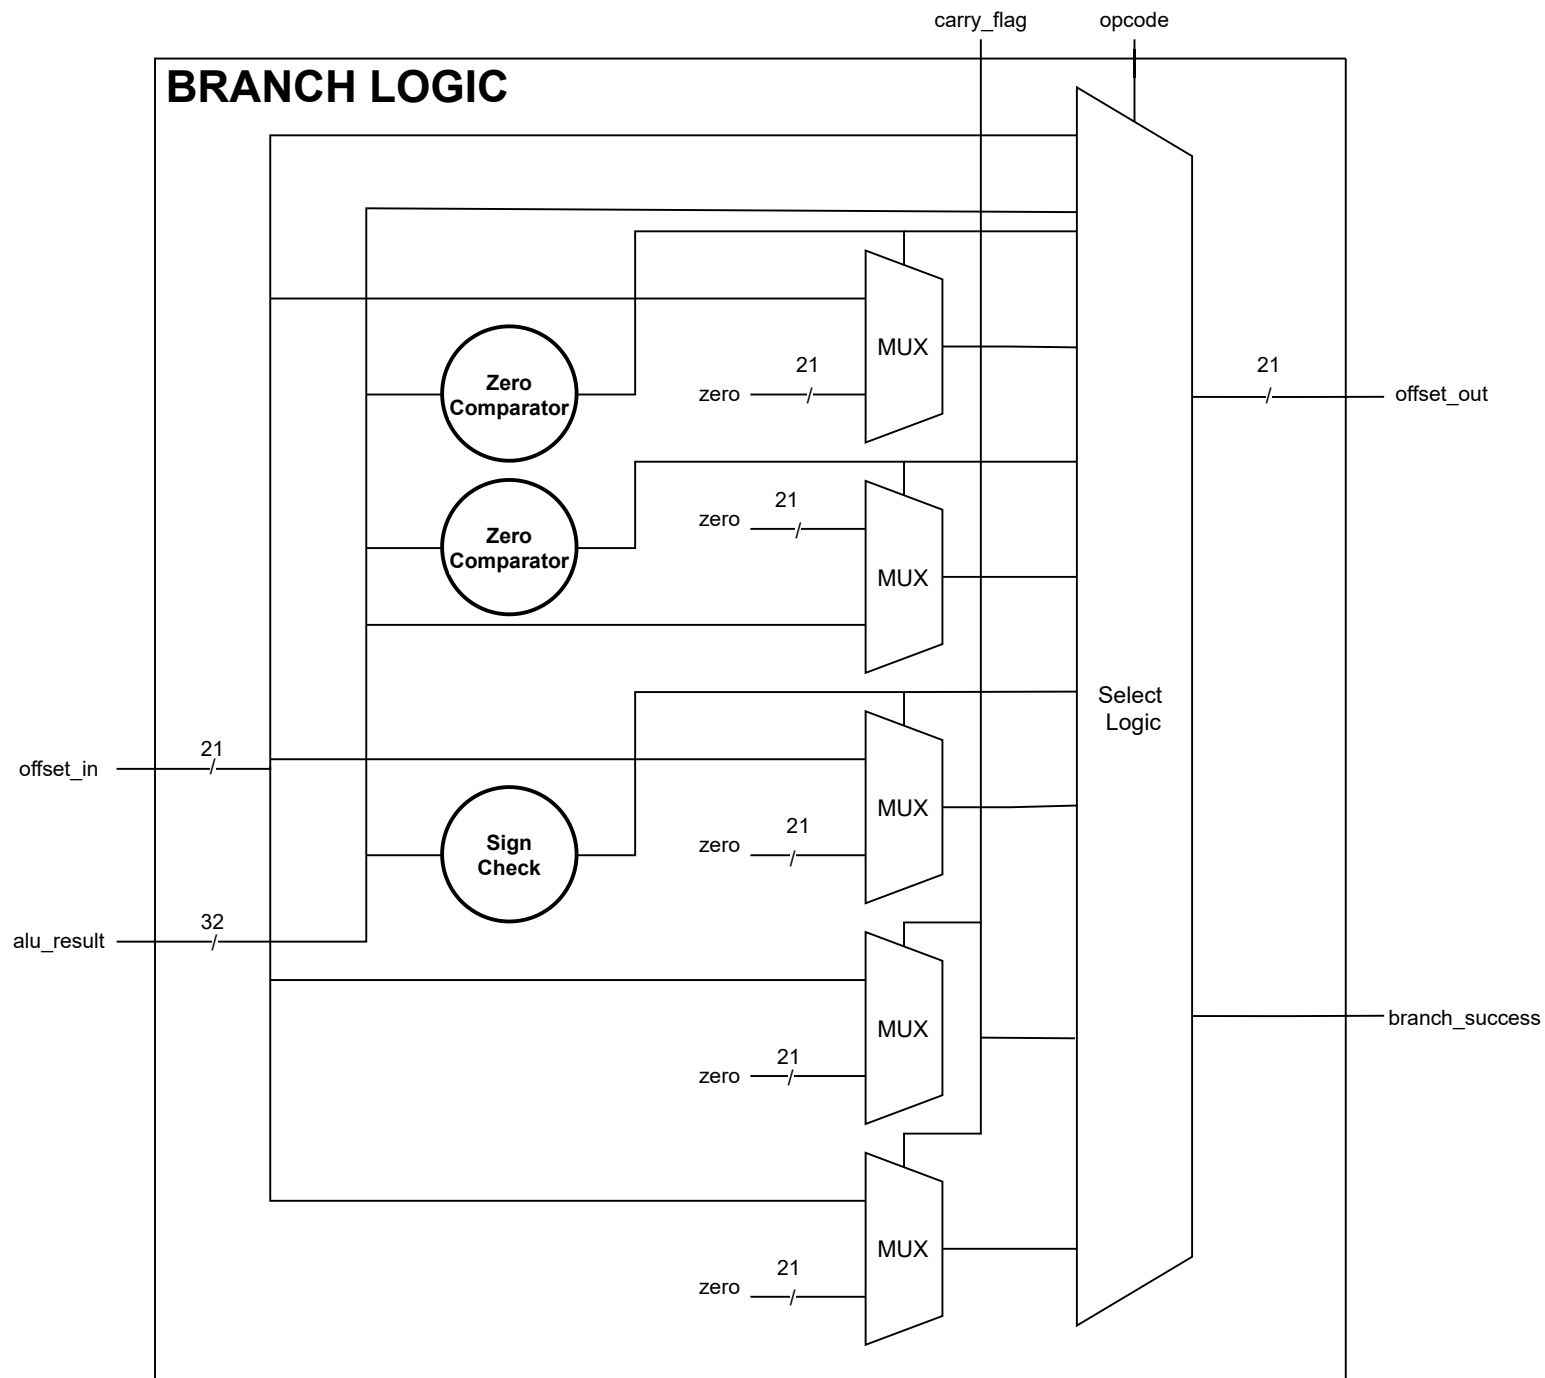 carry_flag
opcode
BRANCH LOGIC
MUX
21
zero
Zero
Comparator
21
offset_out
21
zero
Zero
Comparator
MUX
Select
Logic
21
offset_in
MUX
21
zero
Sign
Check
32
alu_result
MUX
branch_success
21
zero
MUX
21
zero